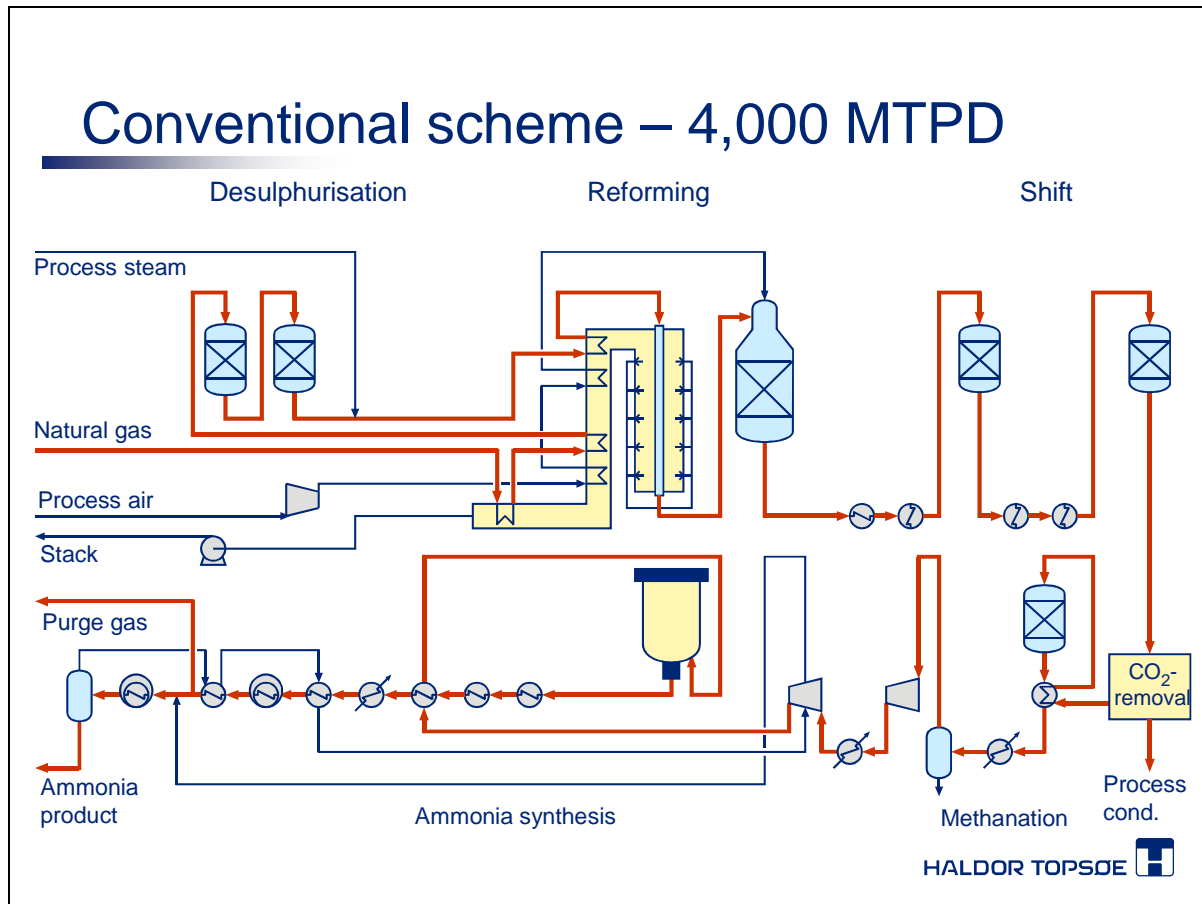 Conventional scheme – 4,000 MTPD
Desulphurisation
Reforming
Shift
Process steam
Natural gas
Process air
Stack
Purge gas
CO₂-
removal
Ammonia
product
Ammonia synthesis
Methanation
Process
cond.
HALDOR TOPSØE